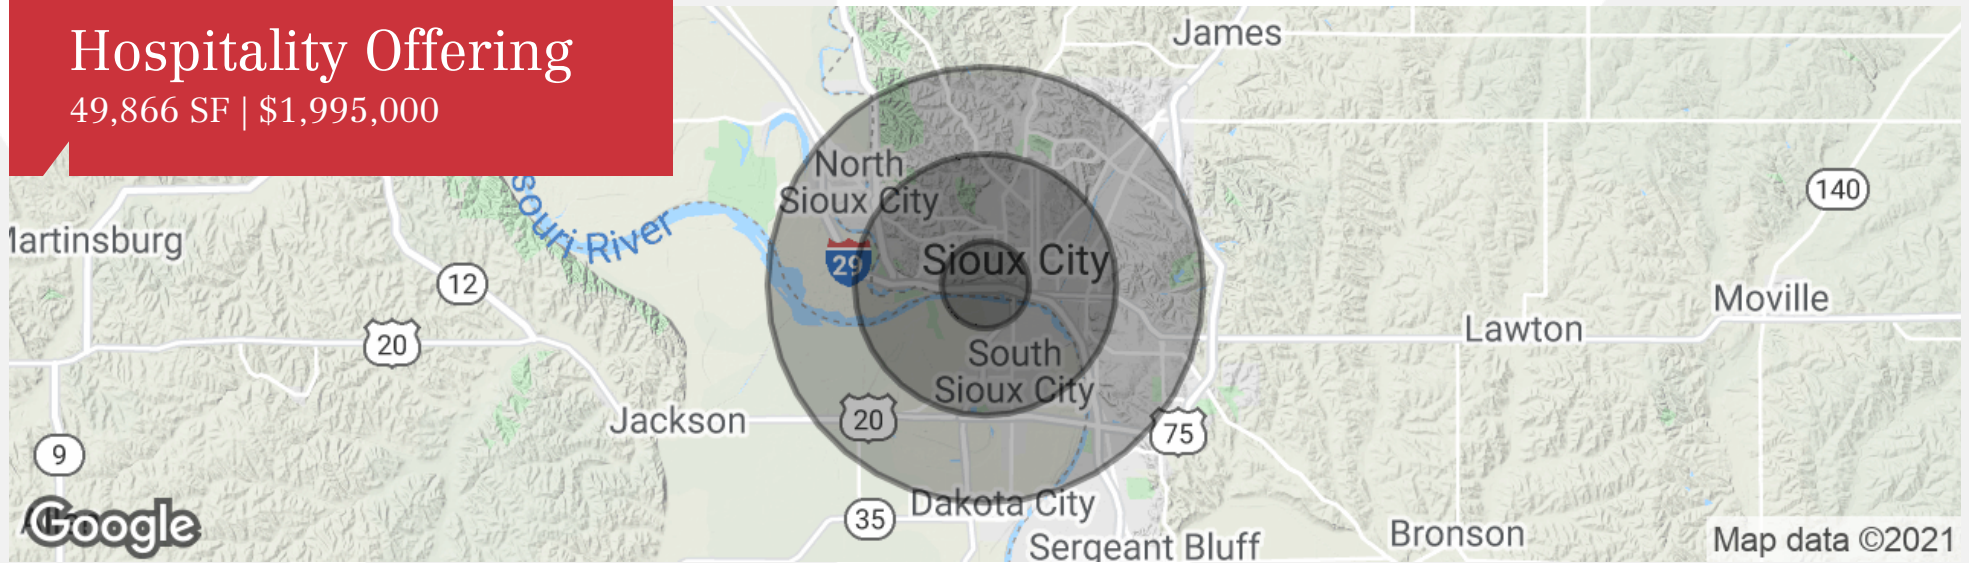 Hospitality Offering
49,866 SF | $1,995,000
James
North
Sioux City
140
souri River
Martinsburg
29
Sioux City
12
Moville
20
Lawton
South
Sioux City
Jackson
20
75
9
35
Dakota City
Google
Sergeant Bluff
Bronson
Map data ©2021